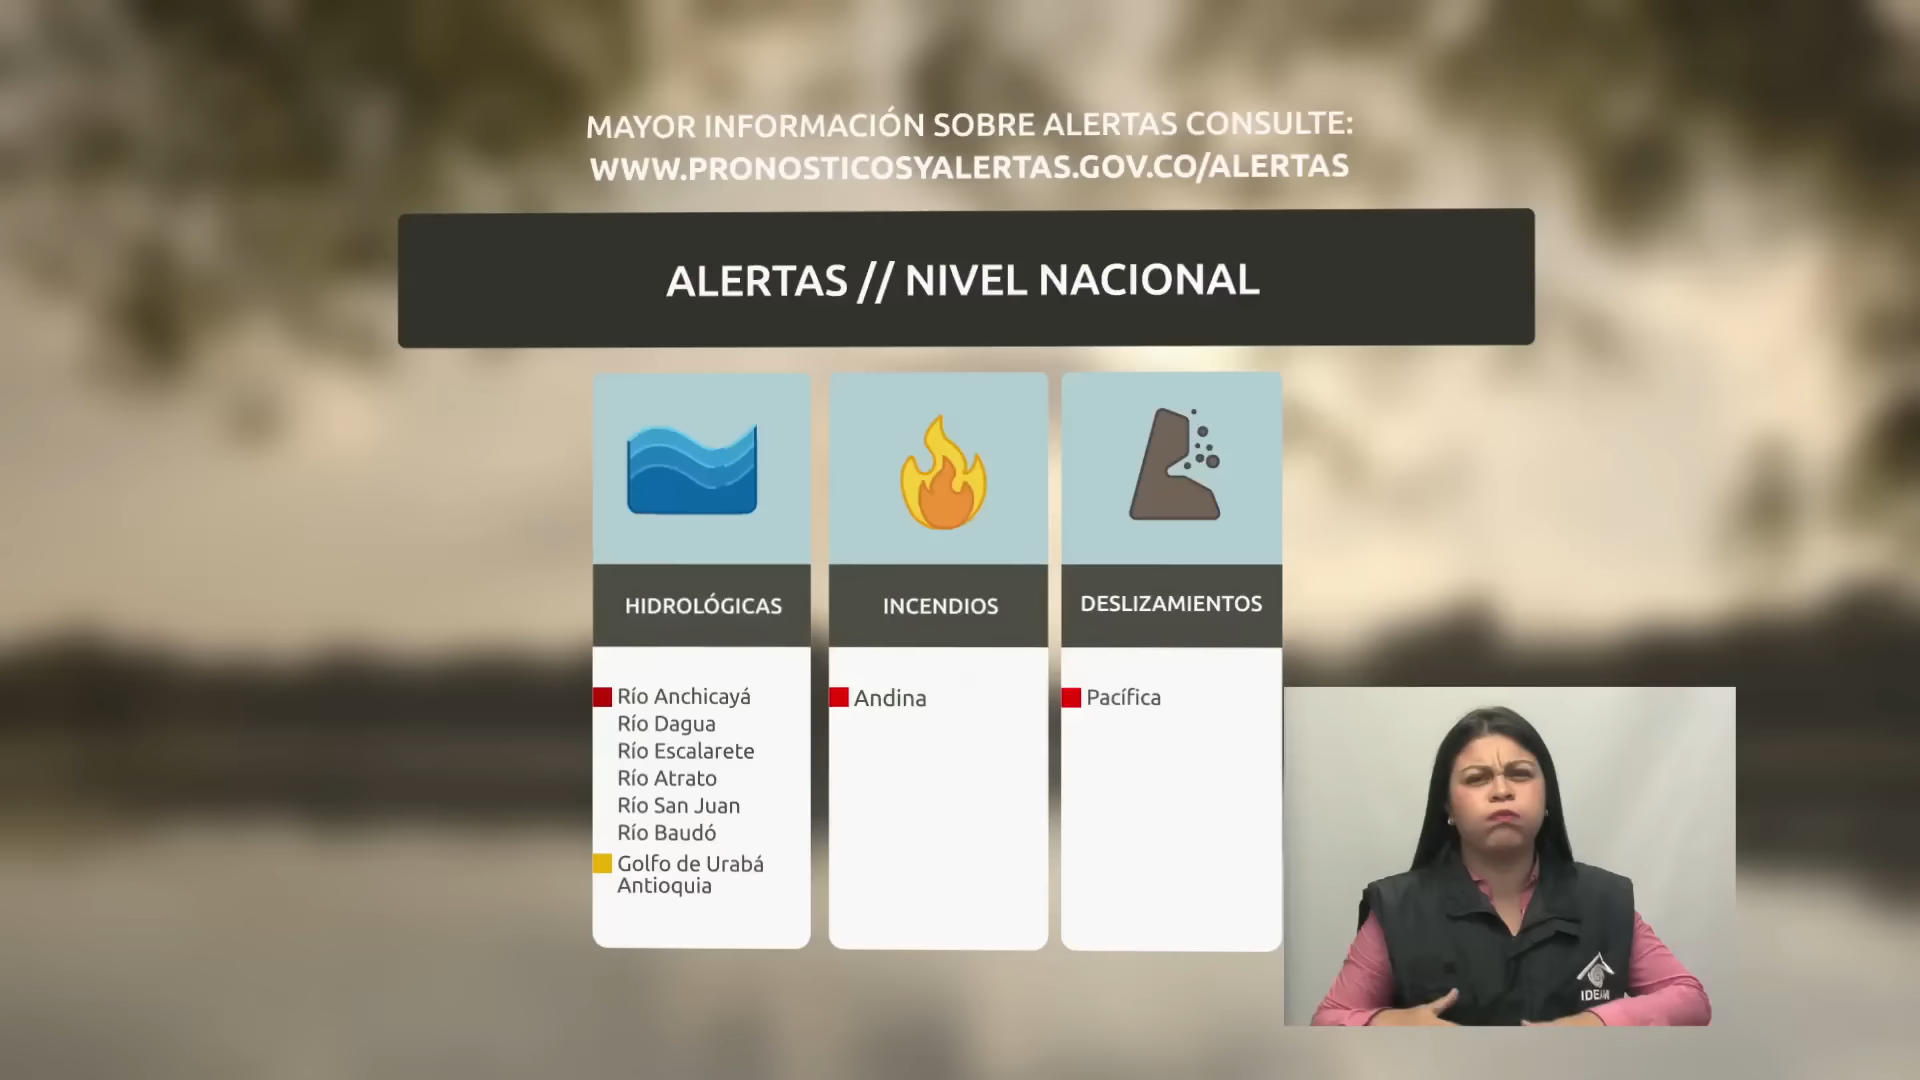 MAYOR INFORMACIÓN SOBRE ALERTAS CONSULTE:
WWW.PRONOSTICOSYALERTAS.GOV.CO/ALERTAS
ALERTAS // NIVEL NACIONAL
HIDROLÓGICAS
Río Anchicayá
Río Dagua
Río Escalarete
Río Atrato
Río San Juan
Río Baudó
Golfo de Urabá
Antioquia
INCENDIOS
Andina
DESLIZAMIENTOS
Pacífica
IDEAM